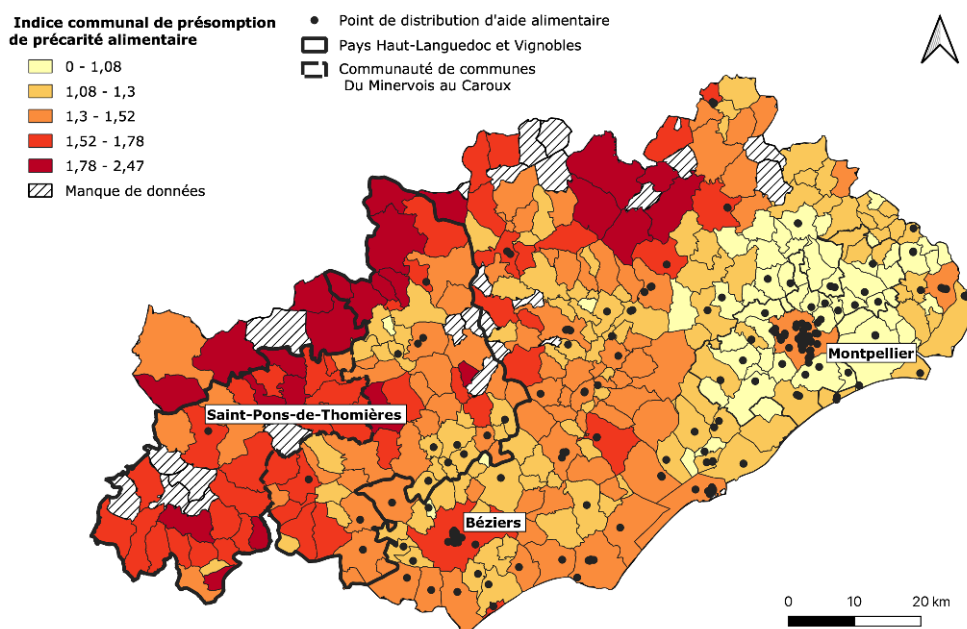 Indice communal de présomption
de précarité alimentaire
0 - 1,08
1,08 - 1,3
1,3 - 1,52
1,52 - 1,78
1,78 - 2,47
Manque de données
Point de distribution d'aide alimentaire
Pays Haut-Languedoc et Vignobles
Communauté de communes
Du Minervois au Caroux
Montpellier
Saint-Pons-de-Thomières
Béziers
0 10 20 km